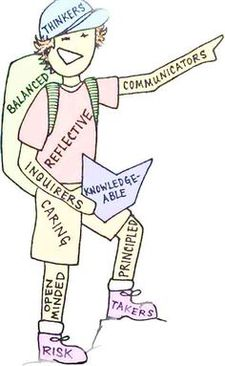 THINKERS
BALANCED
COMMUNICATORS
REFLECTIVE
INQUIRERS
KNOWLEDGE-
ABLE
CARING
PRINCIPLED
OPEN
MINDED
TAKERS
RISK